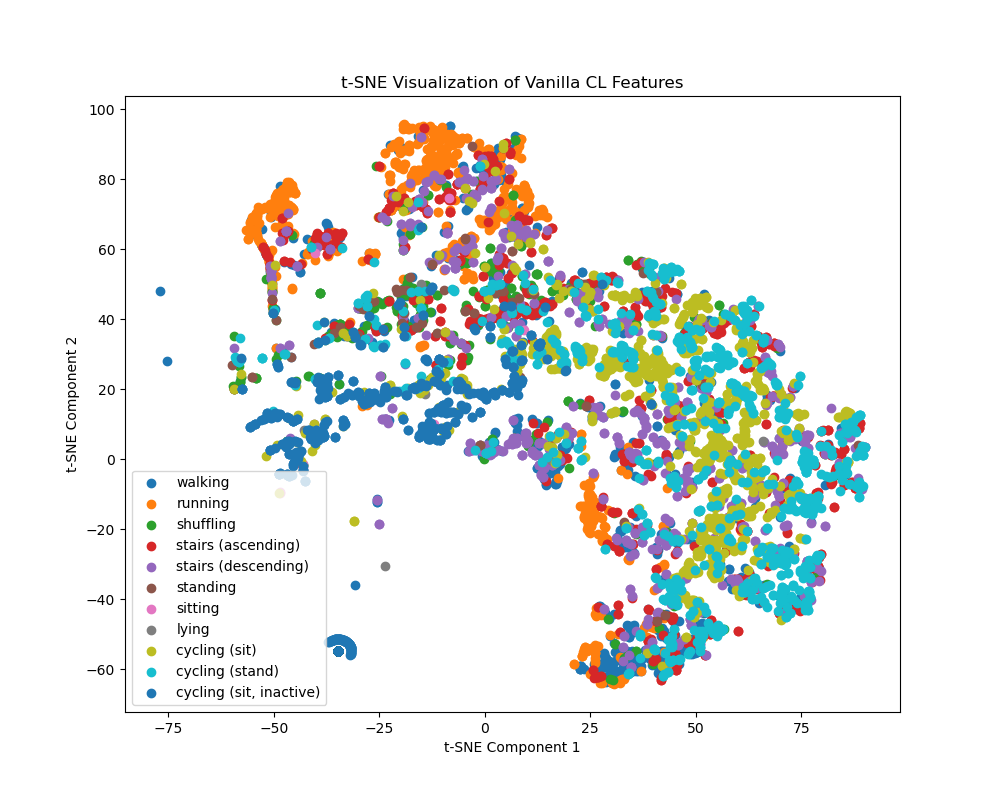 t-SNE Visualization of Vanilla CL Features
t-SNE Component 2
100
80
60
40
20
0
−20
−40
−60
walking
running
shuffling
stairs (ascending)
stairs (descending)
standing
sitting
lying
cycling (sit)
cycling (stand)
cycling (sit, inactive)
−75
−50
−25
0
25
50
75
t-SNE Component 1